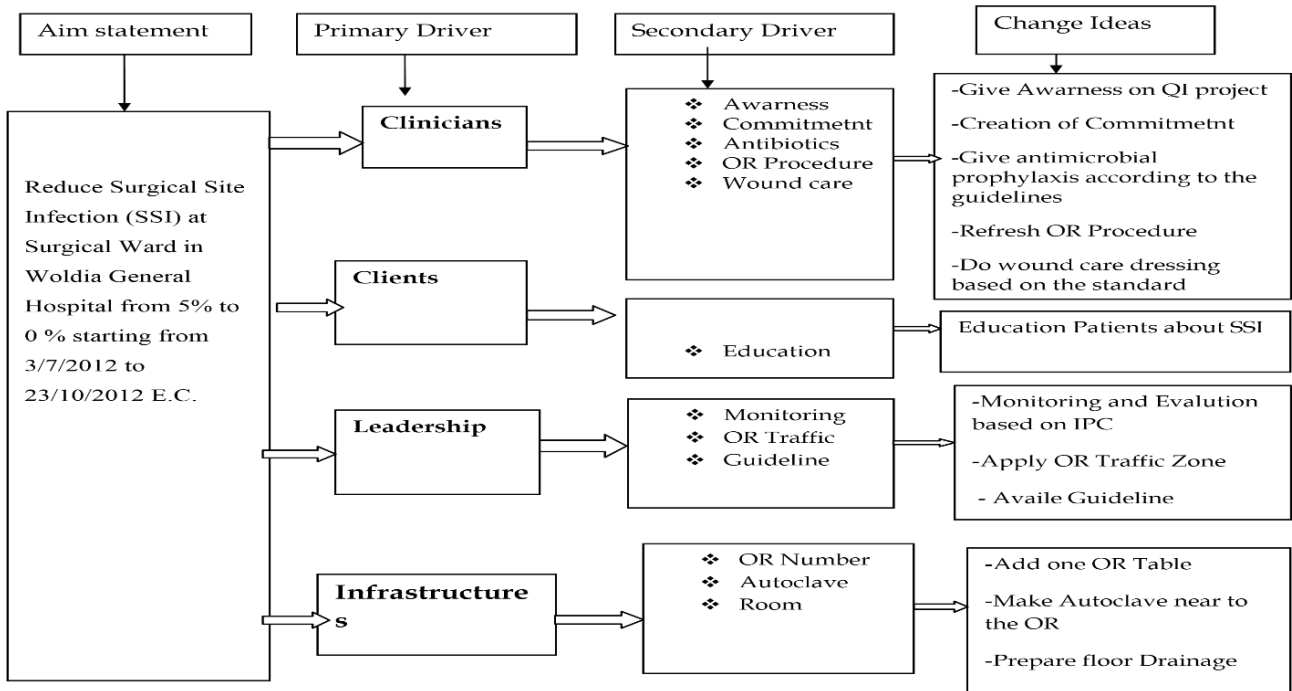 Aim statement
Primary Driver
Secondary Driver
Change Ideas
Reduce Surgical Site
Infection (SSI) at
Surgical Ward in
Woldia General
Hospital from 5% to
0 % starting from
3/7/2012 to
23/10/2012 E.C.
Clinicians
❖ Awarness
❖ Commitmetnt
❖ Antibiotics
❖ OR Procedure
❖ Wound care
-Give Awarness on QI project
-Creation of Commitmetnt
-Give antimicrobial
prophylaxis according to the
guidelines
-Refresh OR Procedure
-Do wound care dressing
based on the standard
Clients
❖ Education
Education Patients about SSI
Leadership
❖ Monitoring
❖ OR Traffic
❖ Guideline
-Monitoring and Evalution
based on IPC
-Apply OR Traffic Zone
- Availe Guideline
Infrastructure
s
❖ OR Number
❖ Autoclave
❖ Room
-Add one OR Table
-Make Autoclave near to
the OR
-Prepare floor Drainage